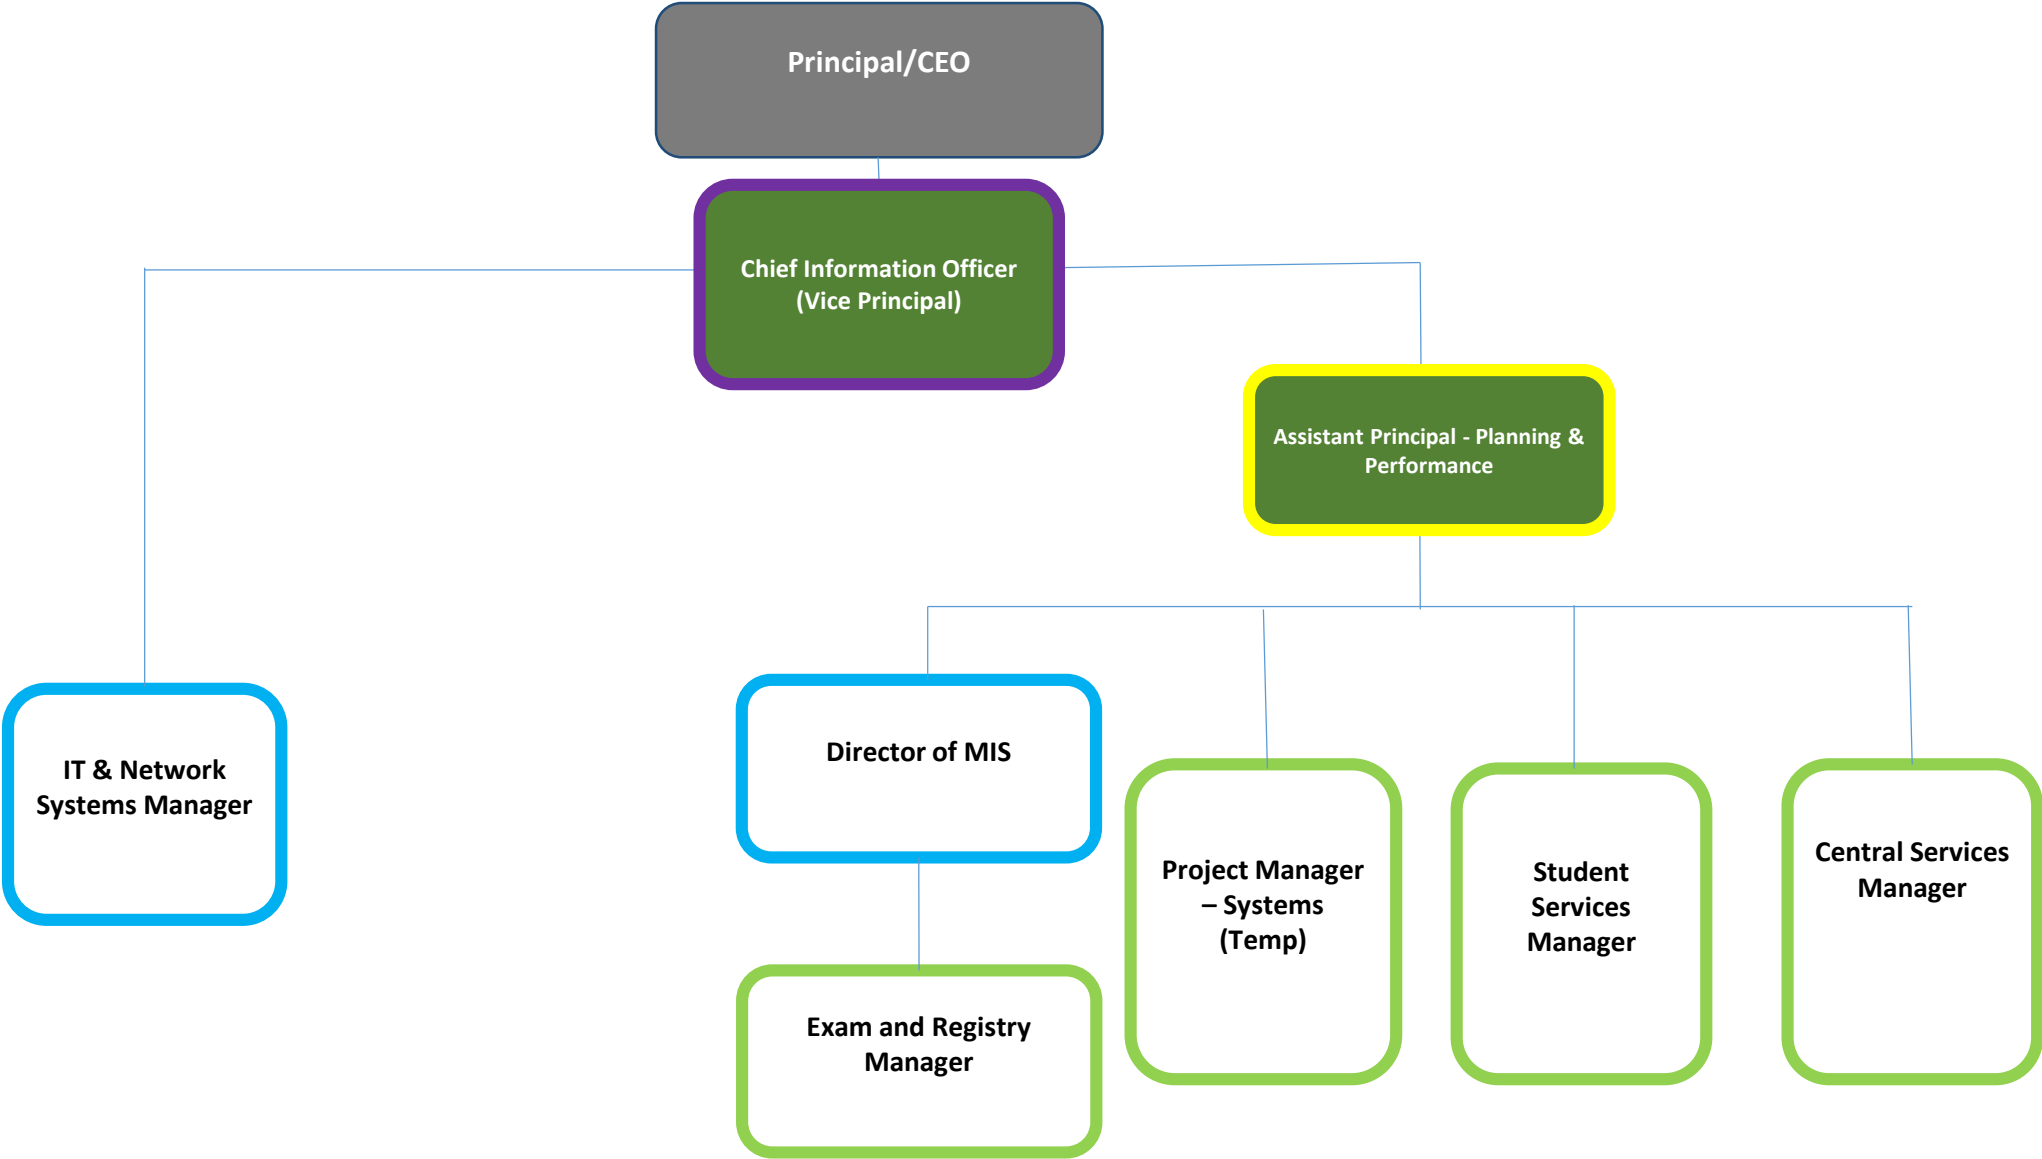 Principal/CEO
Chief Information Officer
(Vice Principal)
Assistant Principal - Planning &
Performance
IT & Network
Systems Manager
Director of MIS
Project Manager
– Systems
(Temp)
Student
Services
Manager
Central Services
Manager
Exam and Registry
Manager